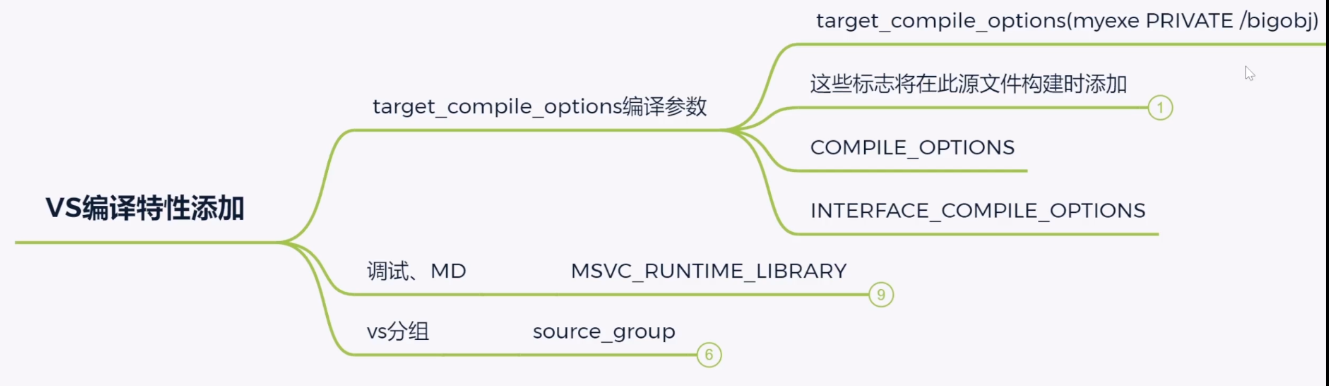 VS编译特性添加
target_compile_options编译参数
target_compile_options(myexe PRIVATE /bigobj)
这些标志将在此源文件构建时添加 1
COMPILE_OPTIONS
INTERFACE_COMPILE_OPTIONS
调试、MD MSVC_RUNTIME_LIBRARY 9
vs分组 source_group 6